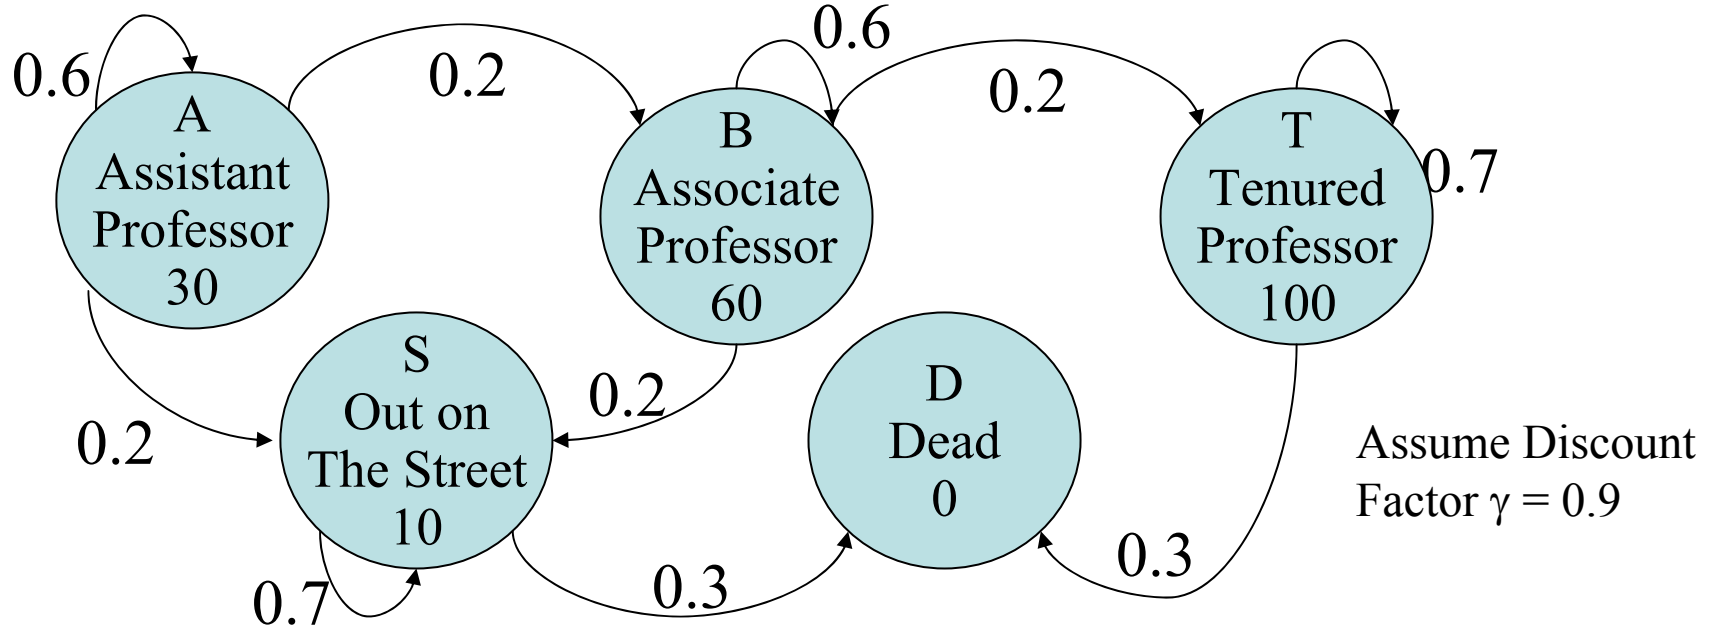 0.6
0.2
0.6
0.2
0.7
A
Assistant
Professor
30
B
Associate
Professor
60
T
Tenured
Professor
100
0.2
S
Out on
The Street
10
0.2
D
Dead
0
0.7
0.3
0.3
Assume Discount
Factor γ = 0.9